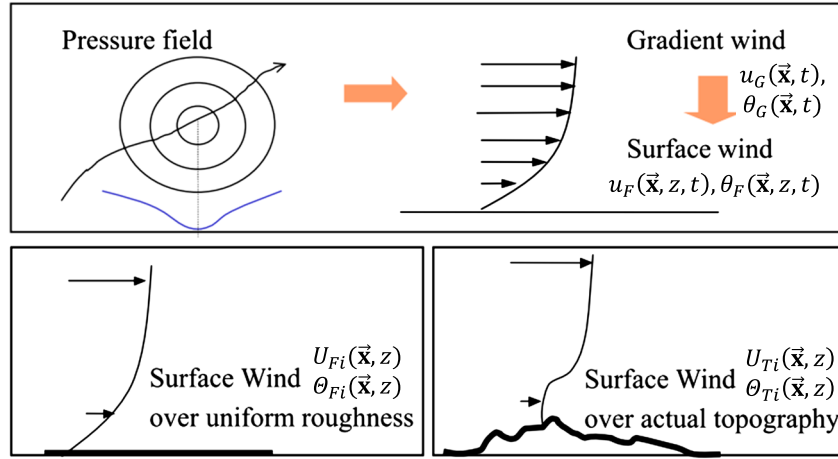 Pressure field
Gradient wind
u_G(x⃗, t),
θ_G(x⃗, t)
Surface wind
u_F(x⃗, z, t), θ_F(x⃗, z, t)
U_Fi(x⃗, z)
Surface Wind Θ_Fi(x⃗, z)
over uniform roughness
U_Ti(x⃗, z)
Surface Wind Θ_Ti(x⃗, z)
over actual topography